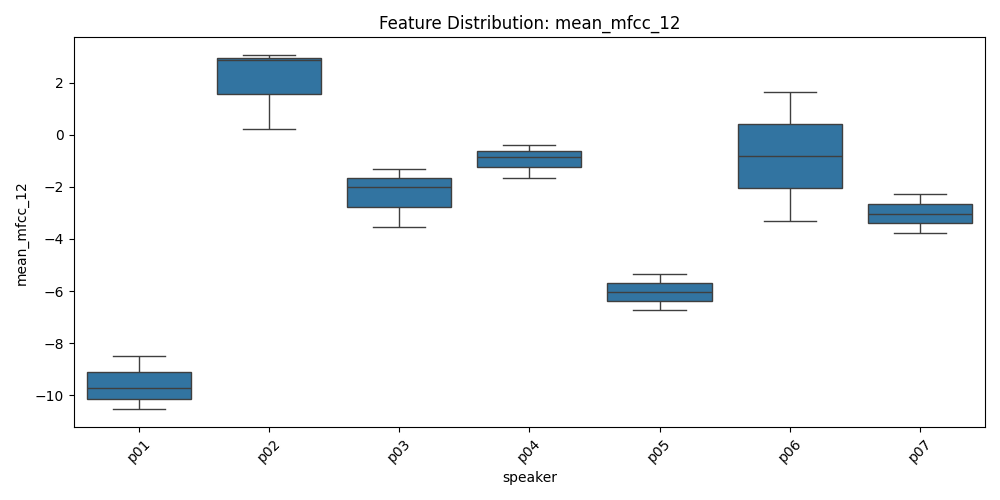 Feature Distribution: mean_mfcc_12
mean_mfcc_12
2
0
−2
−4
−6
−8
−10
p01
p02
p03
p04
p05
p06
p07
speaker